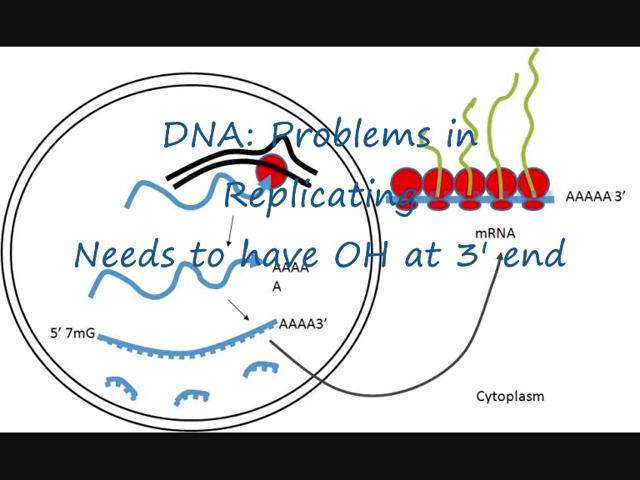 DNA: Problems in
Replicating
Needs to have OH at 3' end
AAAAA 3'
mRNA
AAAA
A
AAAA3'
5' 7mG
Cytoplasm